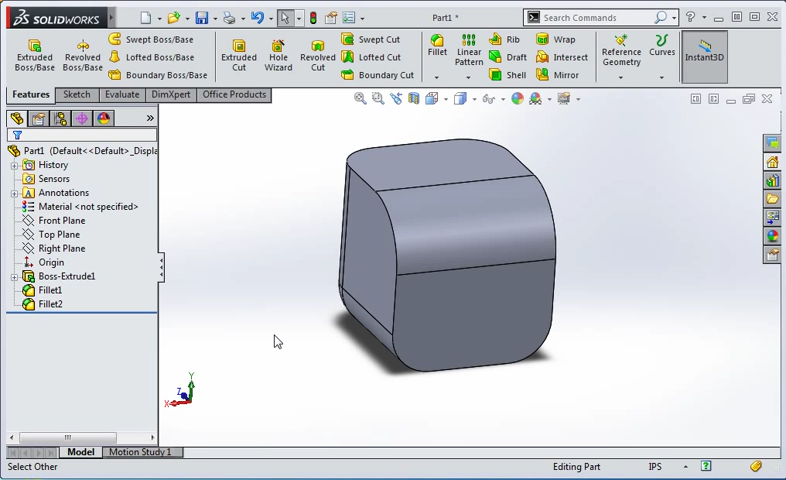 SOLIDWORKS
Part1 *
Search Commands
Extruded Boss/Base
Revolved Boss/Base
Swept Boss/Base
Lofted Boss/Base
Boundary Boss/Base
Extruded Cut
Hole Wizard
Revolved Cut
Swept Cut
Lofted Cut
Boundary Cut
Fillet
Linear Pattern
Rib
Draft
Shell
Wrap
Intersect
Mirror
Reference Geometry
Curves
Instant3D
Features
Sketch
Evaluate
DimXpert
Office Products
Part1 (Default<<Default>_Displa
History
Sensors
Annotations
Material <not specified>
Front Plane
Top Plane
Right Plane
Origin
Boss-Extrude1
Fillet1
Fillet2
Y
Z
X
Model
Motion Study 1
Select Other
Editing Part
IPS